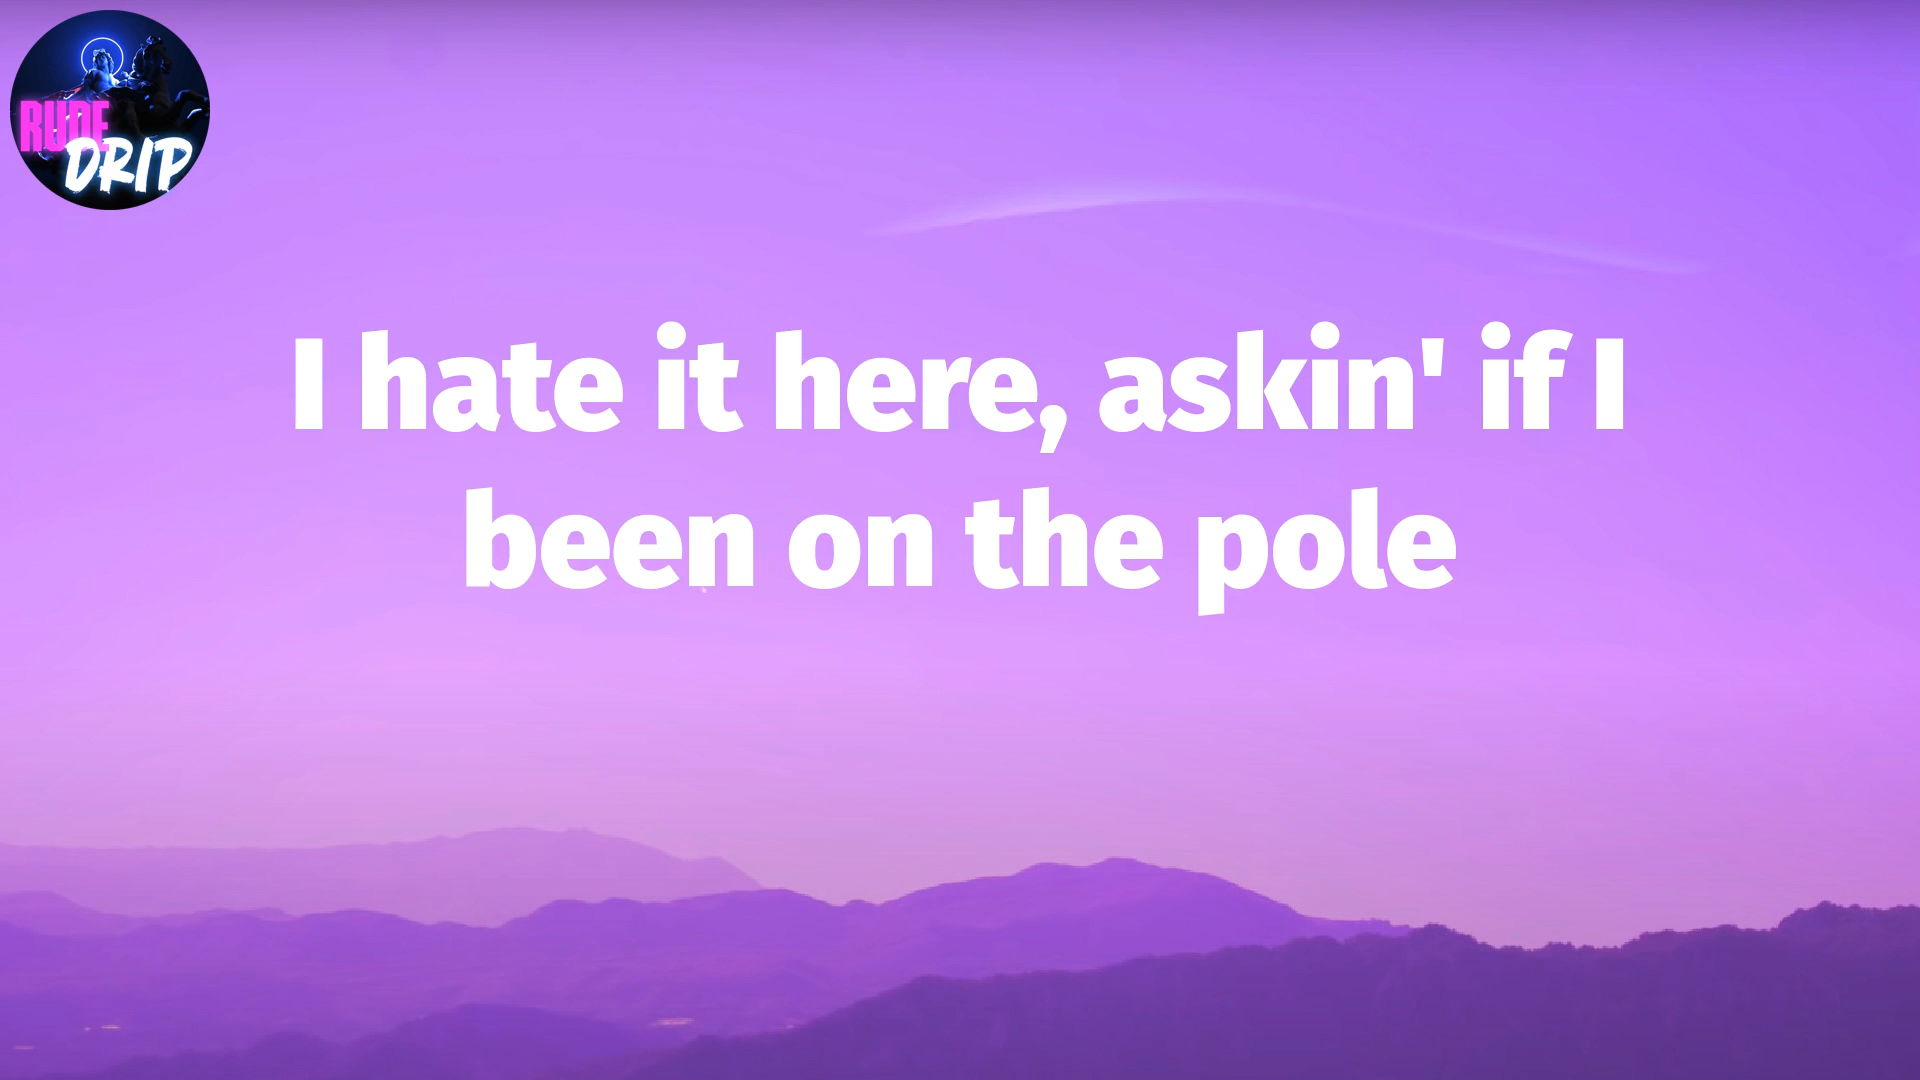 RUDE
DRIP
I hate it here, askin' if I
been on the pole